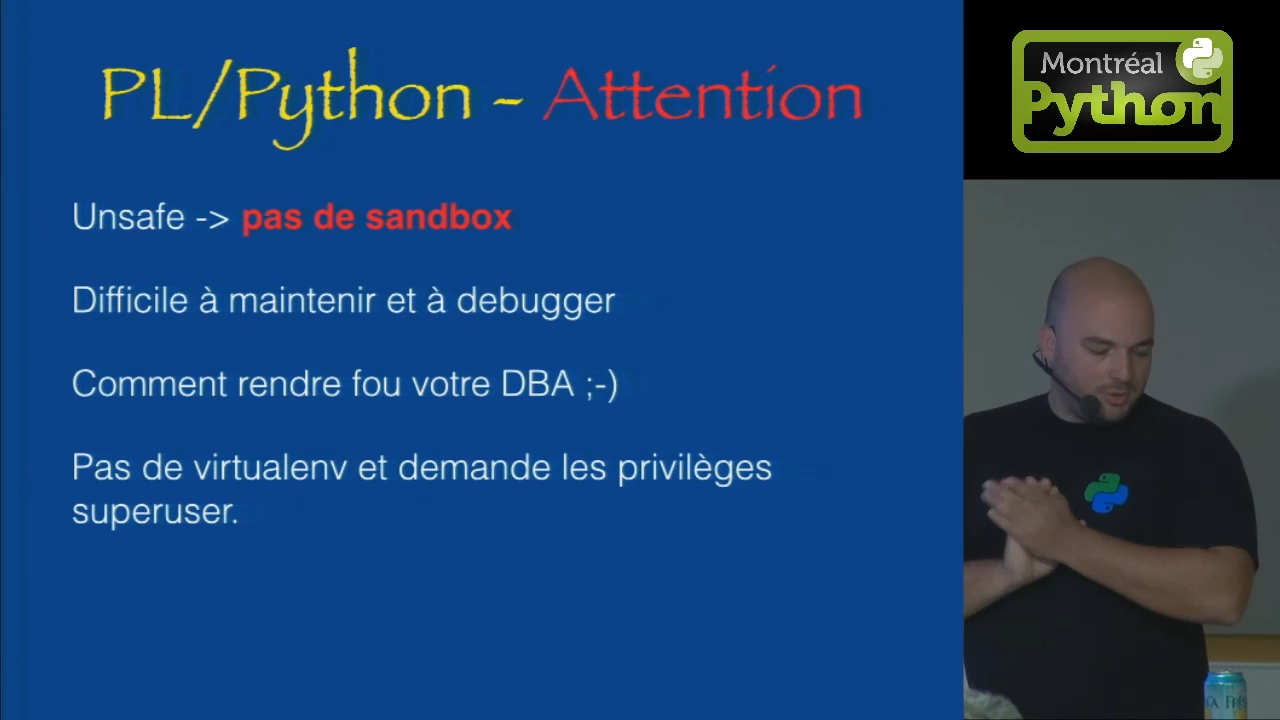 PL/Python - Attention
Unsafe -> pas de sandbox
Difficile à maintenir et à debugger
Comment rendre fou votre DBA ;-)
Pas de virtualenv et demande les privilèges
superuser.
Montréal
Python